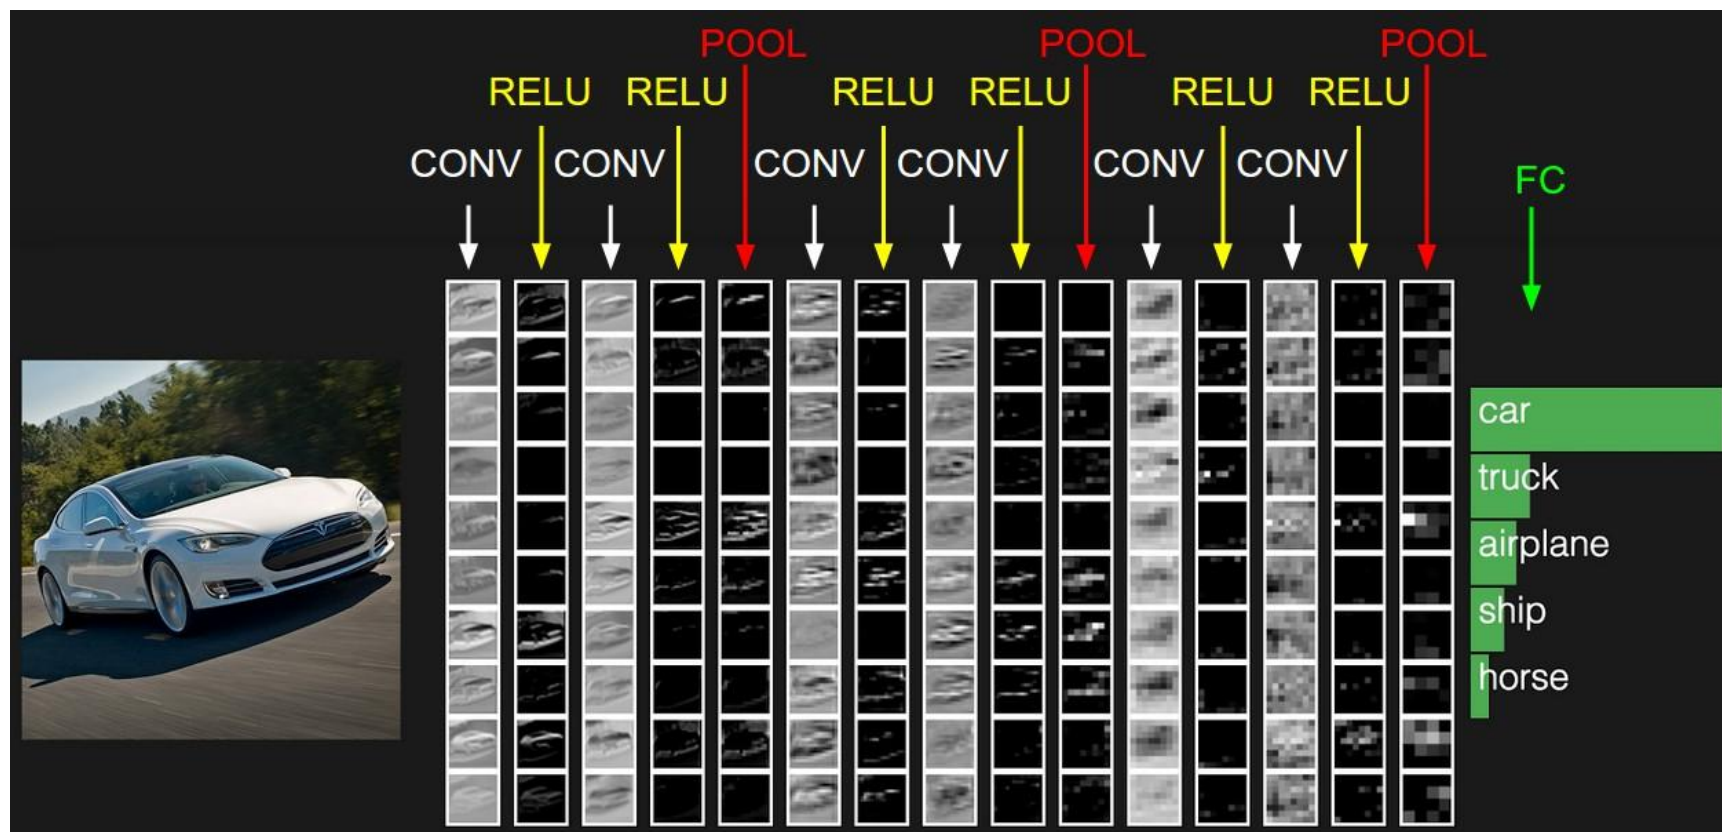 POOL POOL POOL
RELU RELU RELU RELU RELU RELU
CONV CONV CONV CONV CONV CONV
FC
car
truck
airplane
ship
horse